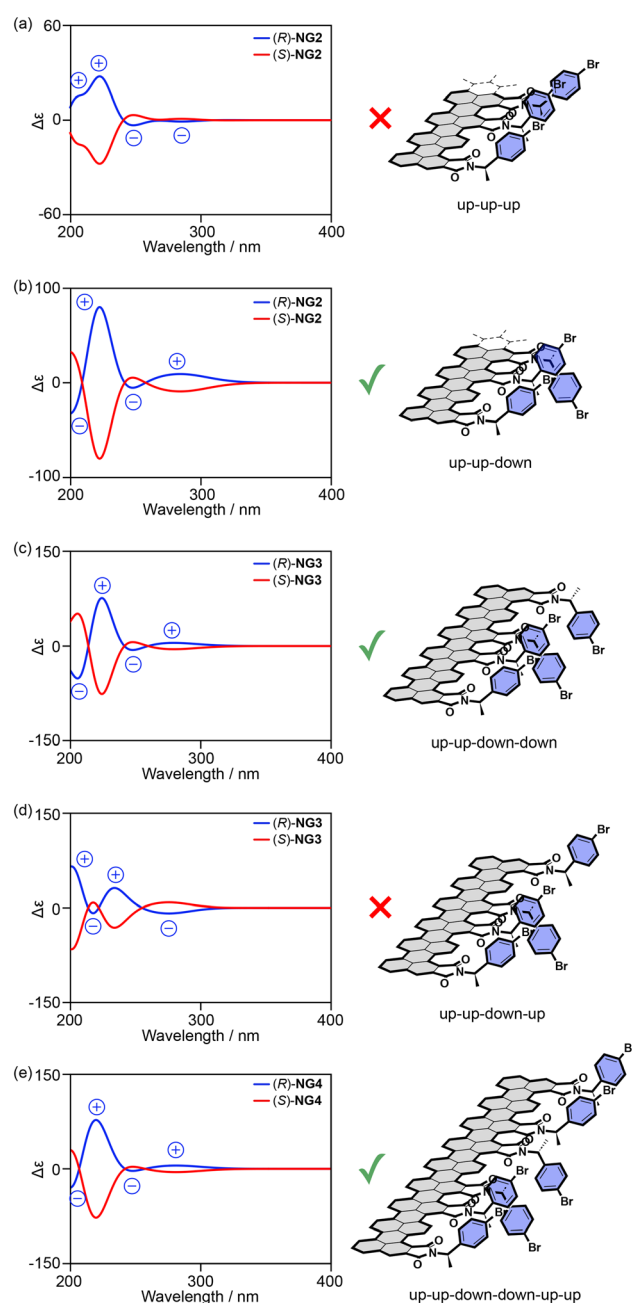 (a)
60
(R)-NG2
(S)-NG2
+
+
Δε
0
−
−
-60
200
300
400
Wavelength / nm
Br
Br
Br
O
O
N
O
N
O
N
O
up-up-up
(b)
100
(R)-NG2
(S)-NG2
+
+
Δε
0
−
−
-100
200
300
400
Wavelength / nm
Br
Br
Br
O
O
N
O
N
O
N
O
up-up-down
(c)
150
(R)-NG3
(S)-NG3
+
+
Δε
0
−
−
-150
200
300
400
Wavelength / nm
O
N
O
Br
Br
Br
Br
O
N
O
N
O
N
O
up-up-down-down
(d)
150
(R)-NG3
(S)-NG3
+
+
Δε
0
−
−
-150
200
300
400
Wavelength / nm
Br
O
N
O
Br
Br
Br
O
N
O
N
O
N
O
up-up-down-up
(e)
150
(R)-NG4
(S)-NG4
+
+
Δε
0
−
−
-150
200
300
400
Wavelength / nm
O
N
Br
O
N
O
N
O
Br
Br
Br
Br
O
N
O
N
O
N
O
up-up-down-down-up-up